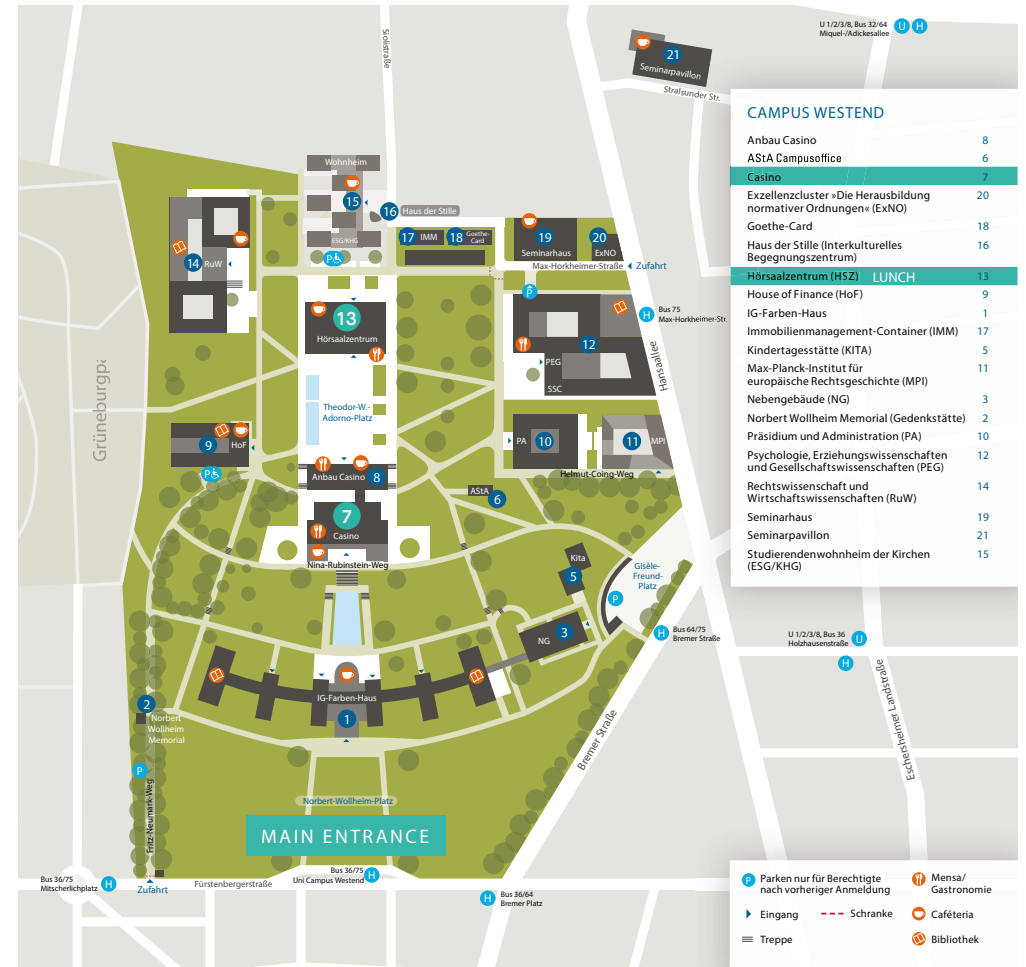 U 1/2/3/8, Bus 32/64
Miquel-/Adickesallee
U
H
Stolístraße
21
Seminarpavillon
Stralsunder Str.
Wohnheim
15
16
Haus der Stille
ESG/KHG
P
17
IMM
18
Goethe-
Card
19
Seminarhaus
20
ExNO
Max-Horkheimer-Straße
Zufahrt
14
RuW
P
Bus 75
Max-Horkheimer-Str.
H
13
Hörsaalzentrum
12
PEG
SSC
Hansaallee
Theodor-W.-
Adorno-Platz
9
HoF
P
PA
10
11
MPI
Helmut-Coing-Weg
Anbau Casino
8
AStA
6
7
Casino
Nina-Rubinstein-Weg
Kita
5
Gisèle-
Freund-
Platz
P
NG
3
H
Bus 64/75
Bremer Straße
IG-Farben-Haus
1
2
Norbert
Wollheim
Memorial
P
Fritz-Neumark-Weg
Bremer Straße
Norbert-Wollheim-Platz
MAIN ENTRANCE
Bus 36/75
Mitscherlichplatz
H
Zufahrt
Fürstenbergerstraße
Bus 36/75
Uni Campus Westend
H
H
Bus 36/64
Bremer Platz
U 1/2/3/8, Bus 36
Holzhausenstraße
U
H
Eschersheimer Landstraße
CAMPUS WESTEND
Anbau Casino 8
AStA Campusoffice 6
Casino 7
Exzellenzcluster »Die Herausbildung 20
normativer Ordnungen« (ExNO)
Goethe-Card 18
Haus der Stille (Interkulturelles 16
Begegnungszentrum)
Hörsaalzentrum (HSZ) LUNCH 13
House of Finance (HoF) 9
IG-Farben-Haus 1
Immobilienmanagement-Container (IMM) 17
Kindertagesstätte (KITA) 5
Max-Planck-Institut für 11
europäische Rechtsgeschichte (MPI)
Nebengebäude (NG) 3
Norbert Wollheim Memorial (Gedenkstätte) 2
Präsidium und Administration (PA) 10
Psychologie, Erziehungswissenschaften 12
und Gesellschaftswissenschaften (PEG)
Rechtswissenschaft und 14
Wirtschaftswissenschaften (RuW)
Seminarhaus 19
Seminarpavillon 21
Studierendenwohnheim der Kirchen 15
(ESG/KHG)
P Parken nur für Berechtigte
nach vorheriger Anmeldung
Eingang
Schranke
Treppe
Mensa/
Gastronomie
Caféteria
Bibliothek